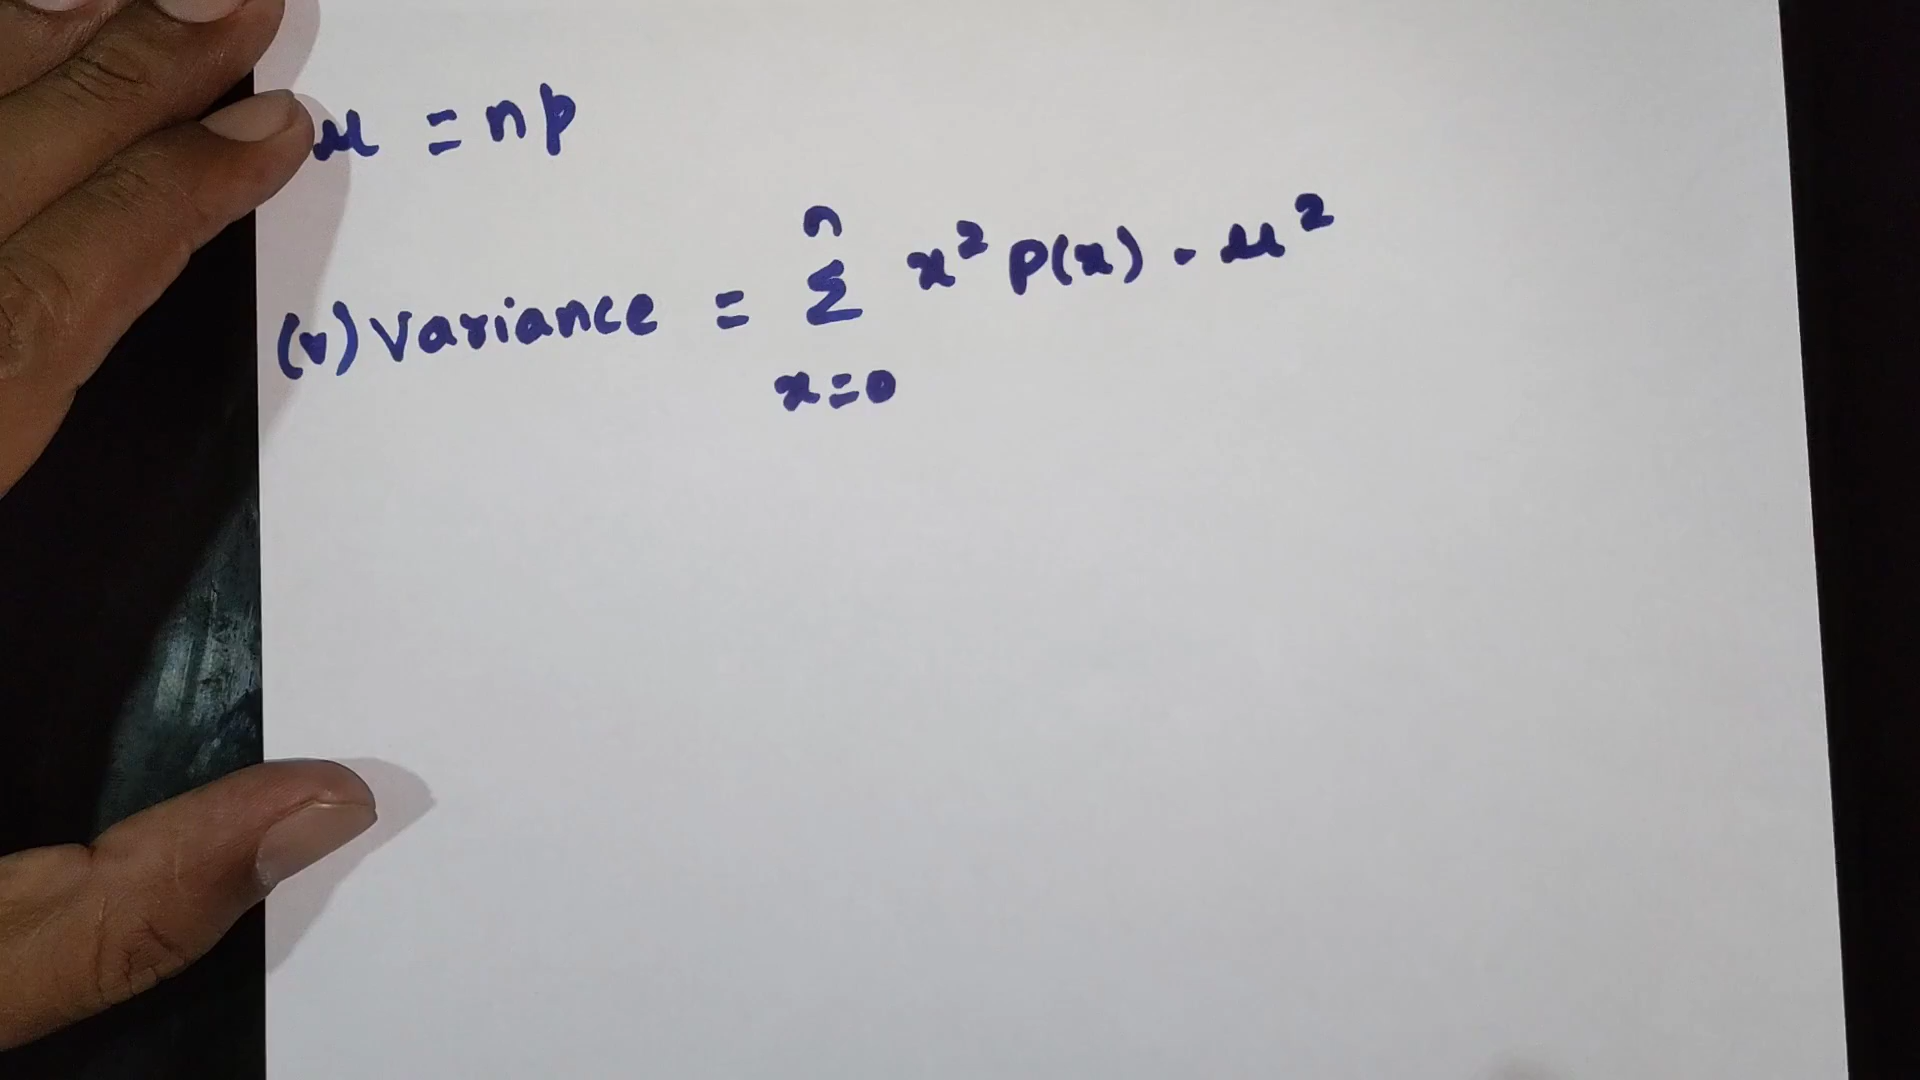 μ = np
(v) Variance = n Σ x=0 x² p(x) - μ²